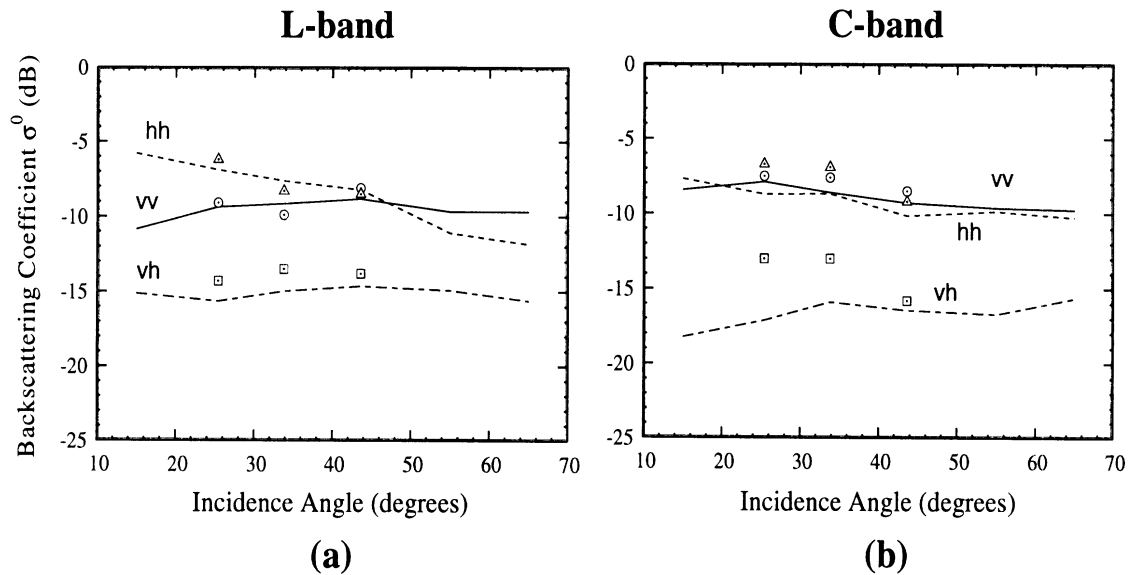 L-band
C-band
Backscattering Coefficient σ⁰ (dB)
0
-5
-10
-15
-20
-25
hh
vv
vh
10 20 30 40 50 60 70
Incidence Angle (degrees)
(a)
0
-5
-10
-15
-20
-25
vv
hh
vh
10 20 30 40 50 60 70
Incidence Angle (degrees)
(b)